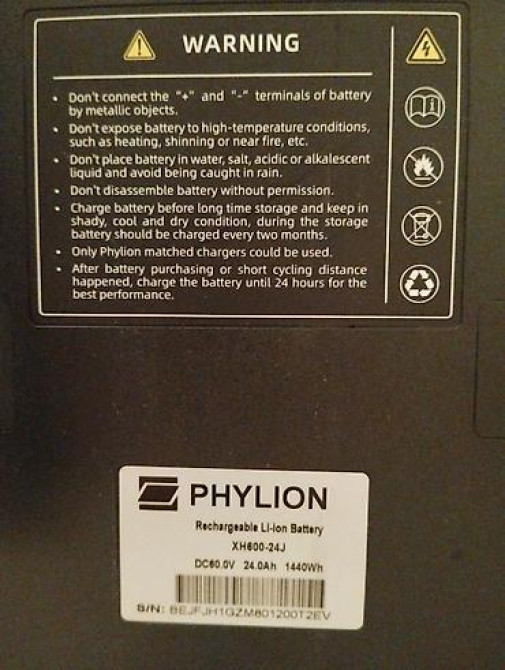 WARNING
• Don't connect the "+" and "-" terminals of battery
by metallic objects.
• Don't expose battery to high-temperature conditions,
such as heating, shinning or near fire, etc.
• Don't place battery in water, salt, acidic or alkalescent
liquid and avoid being caught in rain.
• Don't disassemble battery without permission.
• Charge battery before long time storage and keep in
shady, cool and dry condition, during the storage
battery should be charged every two months.
• Only Phylion matched chargers could be used.
• After battery purchasing or short cycling distance
happened, charge the battery until 24 hours for the
best performance.
PHYLION
Rechargeable Li-ion Battery
XH600-24J
DC60.0V 24.0Ah 1440Wh
S/N: BEJFJH1GZM801200T2EV